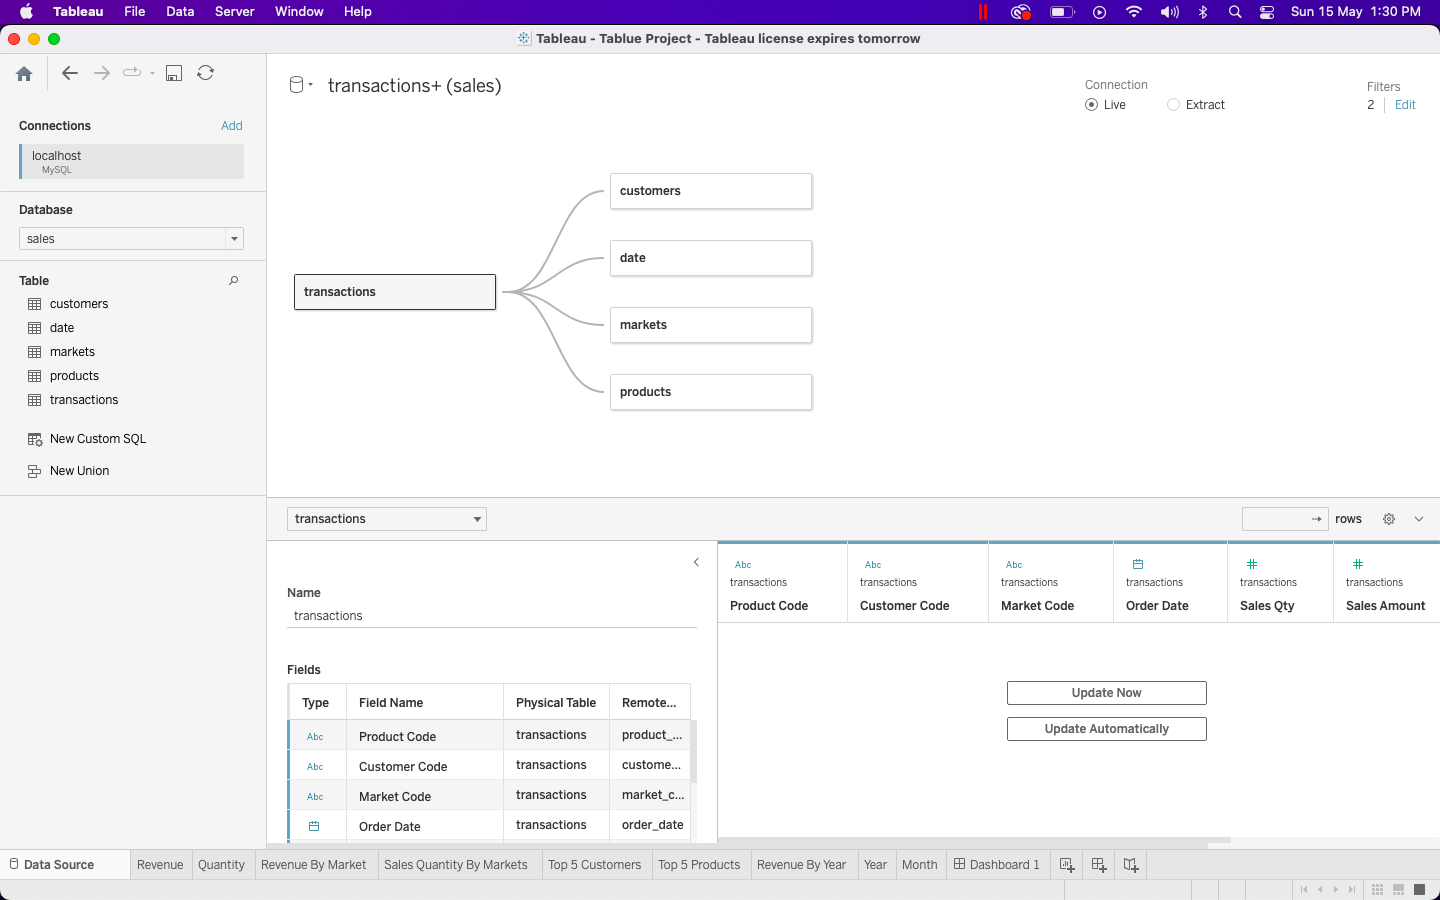 Tableau File Data Server Window Help Sun 15 May 1:30 PM
Tableau - Tablue Project - Tableau license expires tomorrow
transactions+ (sales)
Connection
Live Extract
Filters
2 Edit
Connections Add
localhost
MySQL
Database
sales
Table
customers
date
markets
products
transactions
New Custom SQL
New Union
transactions
customers
date
markets
products
transactions
rows
Name
transactions
Fields
Type Field Name Physical Table Remote...
Abc Product Code transactions product_...
Abc Customer Code transactions custome...
Abc Market Code transactions market_c...
Order Date transactions order_date
Abc Abc Abc
transactions transactions transactions transactions transactions transactions
Product Code Customer Code Market Code Order Date Sales Qty Sales Amount
Update Now
Update Automatically
Data Source Revenue Quantity Revenue By Market Sales Quantity By Markets Top 5 Customers Top 5 Products Revenue By Year Year Month Dashboard 1